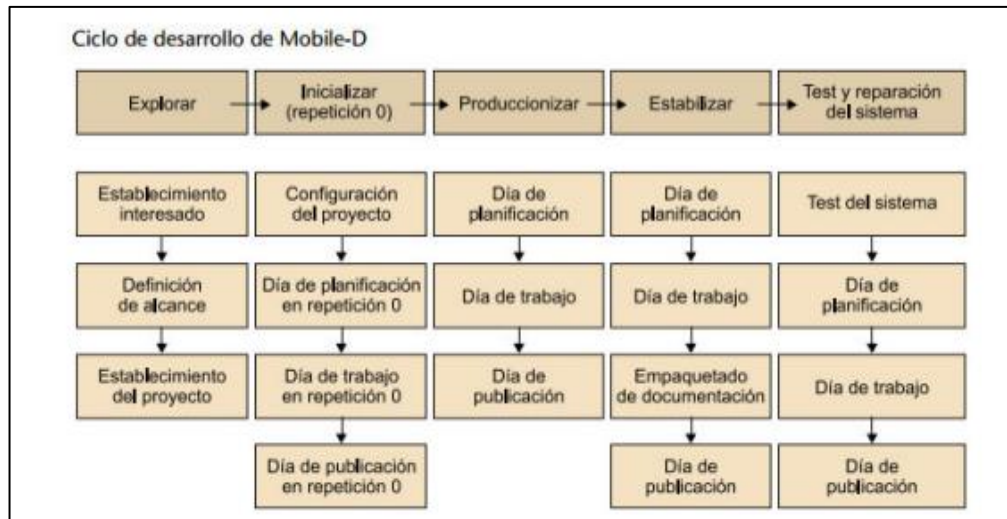 Ciclo de desarrollo de Mobile-D
Explorar
Inicializar
(repetición 0)
Produccionizar
Estabilizar
Test y reparación
del sistema
Establecimiento
interesado
Configuración
del proyecto
Día de
planificación
Día de
planificación
Test del sistema
Definición
de alcance
Día de planificación
en repetición 0
Día de trabajo
Día de trabajo
Día de
planificación
Establecimiento
del proyecto
Día de trabajo
en repetición 0
Día de
publicación
Empaquetado
de documentación
Día de trabajo
Día de publicación
en repetición 0
Día de
publicación
Día de
publicación